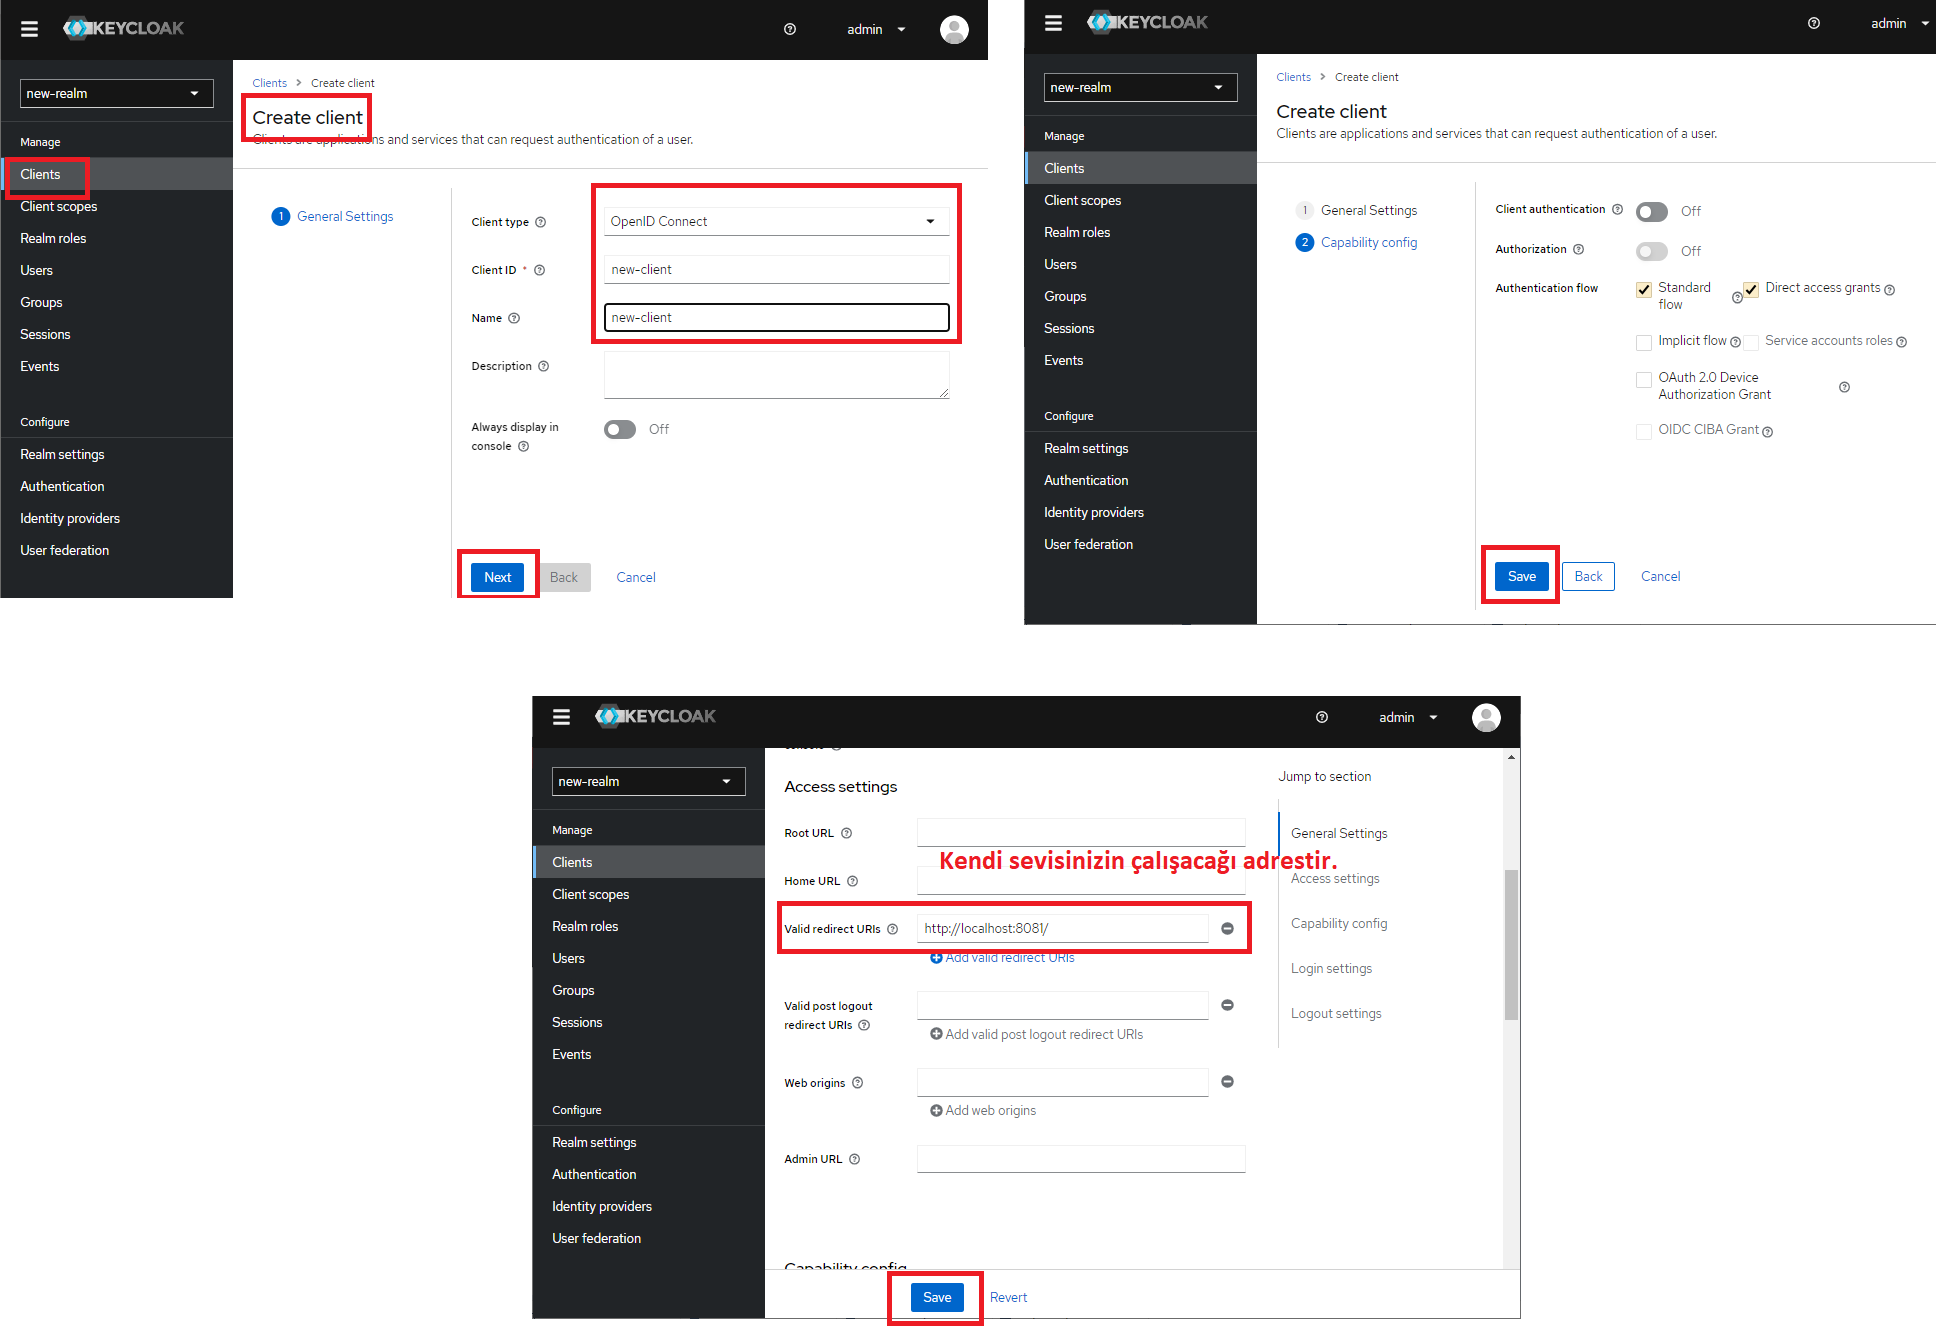 KEYCLOAK
admin
new-realm
Manage
Clients
Client scopes
Realm roles
Users
Groups
Sessions
Events
Configure
Realm settings
Authentication
Identity providers
User federation
Clients > Create client
Create client
Clients are applications and services that can request authentication of a user.
1 General Settings
Client type
OpenID Connect
Client ID *
new-client
Name
new-client
Description
Always display in
console
Off
Next
Back
Cancel
KEYCLOAK
admin
new-realm
Manage
Clients
Client scopes
Realm roles
Users
Groups
Sessions
Events
Configure
Realm settings
Authentication
Identity providers
User federation
Clients > Create client
Create client
Clients are applications and services that can request authentication of a user.
1 General Settings
2 Capability config
Client authentication
Off
Authorization
Off
Authentication flow
Standard
flow
Direct access grants
Implicit flow
Service accounts roles
OAuth 2.0 Device
Authorization Grant
OIDC CIBA Grant
Save
Back
Cancel
KEYCLOAK
admin
new-realm
Manage
Clients
Client scopes
Realm roles
Users
Groups
Sessions
Events
Configure
Realm settings
Authentication
Identity providers
User federation
Access settings
Root URL
Kendi sevisinizin çalışacağı adrestir.
Home URL
Valid redirect URIs
http://localhost:8081/
Add valid redirect URIs
Valid post logout
redirect URIs
Add valid post logout redirect URIs
Web origins
Add web origins
Admin URL
Capability config
Save
Revert
Jump to section
General Settings
Access settings
Capability config
Login settings
Logout settings